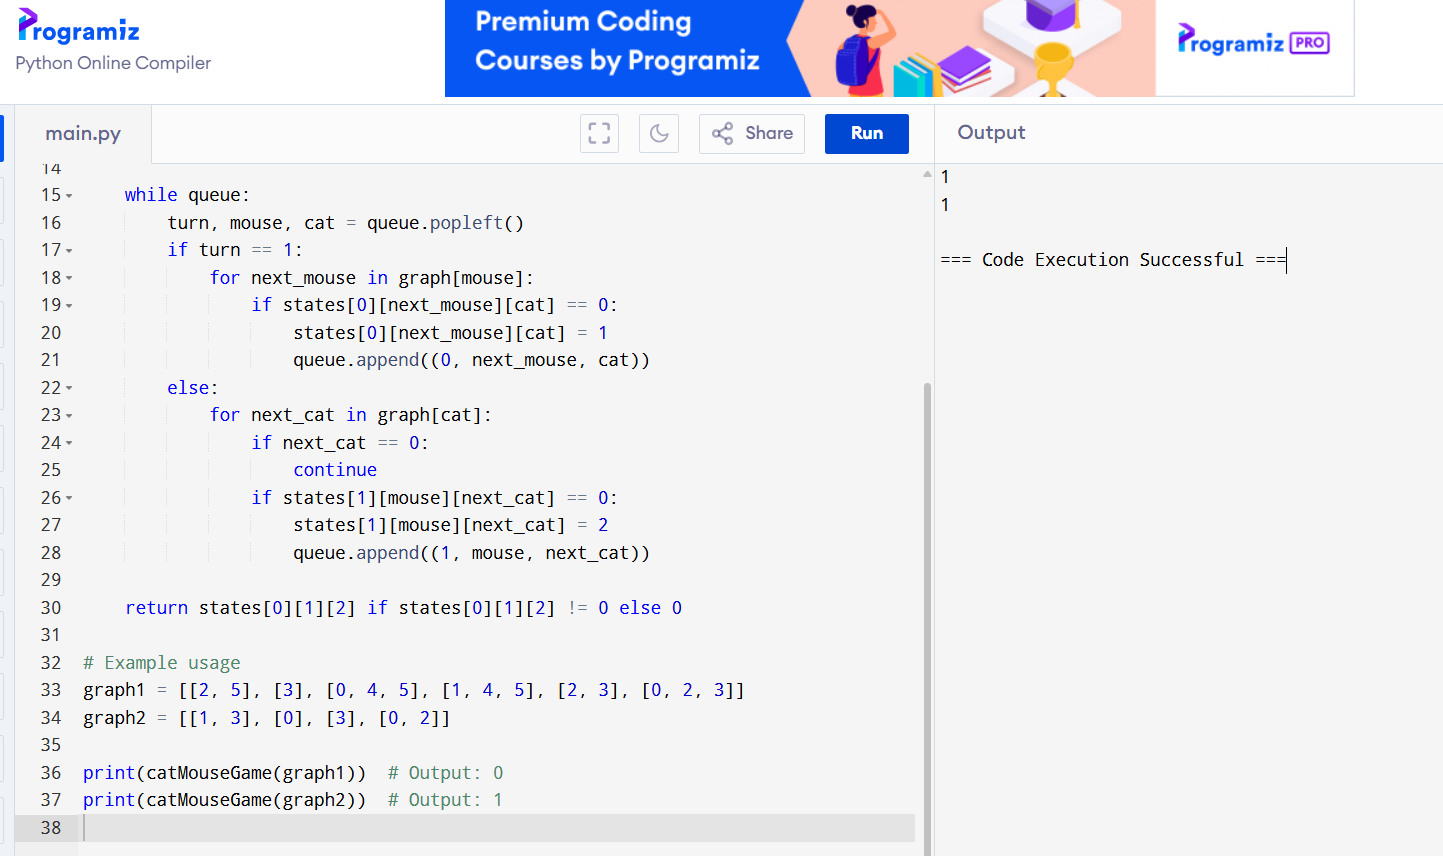 Programiz
Python Online Compiler
Premium Coding
Courses by Programiz
Programiz PRO
main.py
Share
Run
Output
14
15 while queue:
16 turn, mouse, cat = queue.popleft()
17 if turn == 1:
18 for next_mouse in graph[mouse]:
19 if states[0][next_mouse][cat] == 0:
20 states[0][next_mouse][cat] = 1
21 queue.append((0, next_mouse, cat))
22 else:
23 for next_cat in graph[cat]:
24 if next_cat == 0:
25 continue
26 if states[1][mouse][next_cat] == 0:
27 states[1][mouse][next_cat] = 2
28 queue.append((1, mouse, next_cat))
29
30 return states[0][1][2] if states[0][1][2] != 0 else 0
31
32 # Example usage
33 graph1 = [[2, 5], [3], [0, 4, 5], [1, 4, 5], [2, 3], [0, 2, 3]]
34 graph2 = [[1, 3], [0], [3], [0, 2]]
35
36 print(catMouseGame(graph1))  # Output: 0
37 print(catMouseGame(graph2))  # Output: 1
38
1
1
=== Code Execution Successful ===